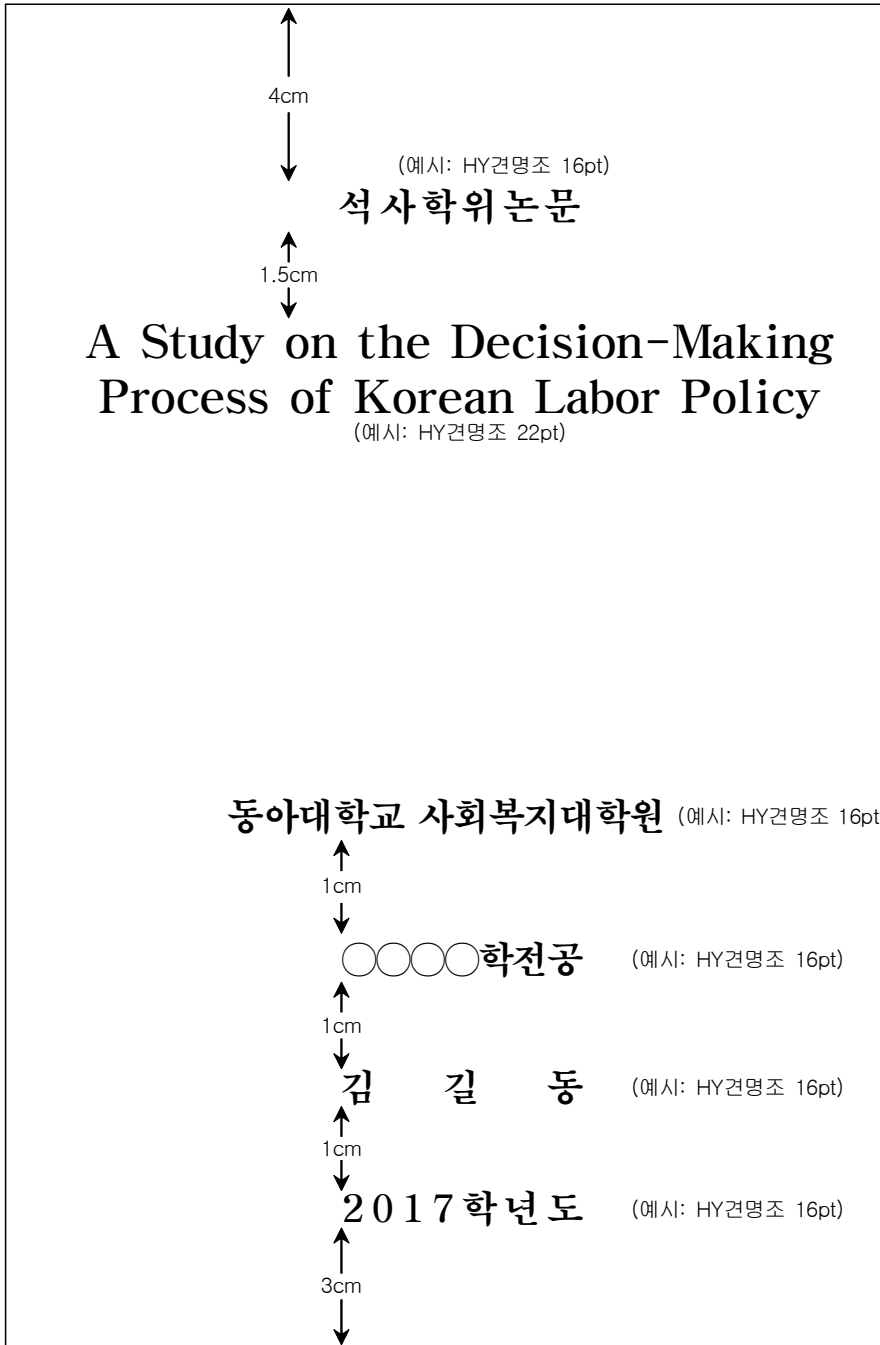 4cm
(예시: HY견명조 16pt)
석사학위논문
1.5cm
A Study on the Decision-Making
Process of Korean Labor Policy
(예시: HY견명조 22pt)
동아대학교 사회복지대학원 (예시: HY견명조 16pt
1cm
○○○○학전공 (예시: HY견명조 16pt)
1cm
김 길 동 (예시: HY견명조 16pt)
1cm
2017학년도 (예시: HY견명조 16pt)
3cm